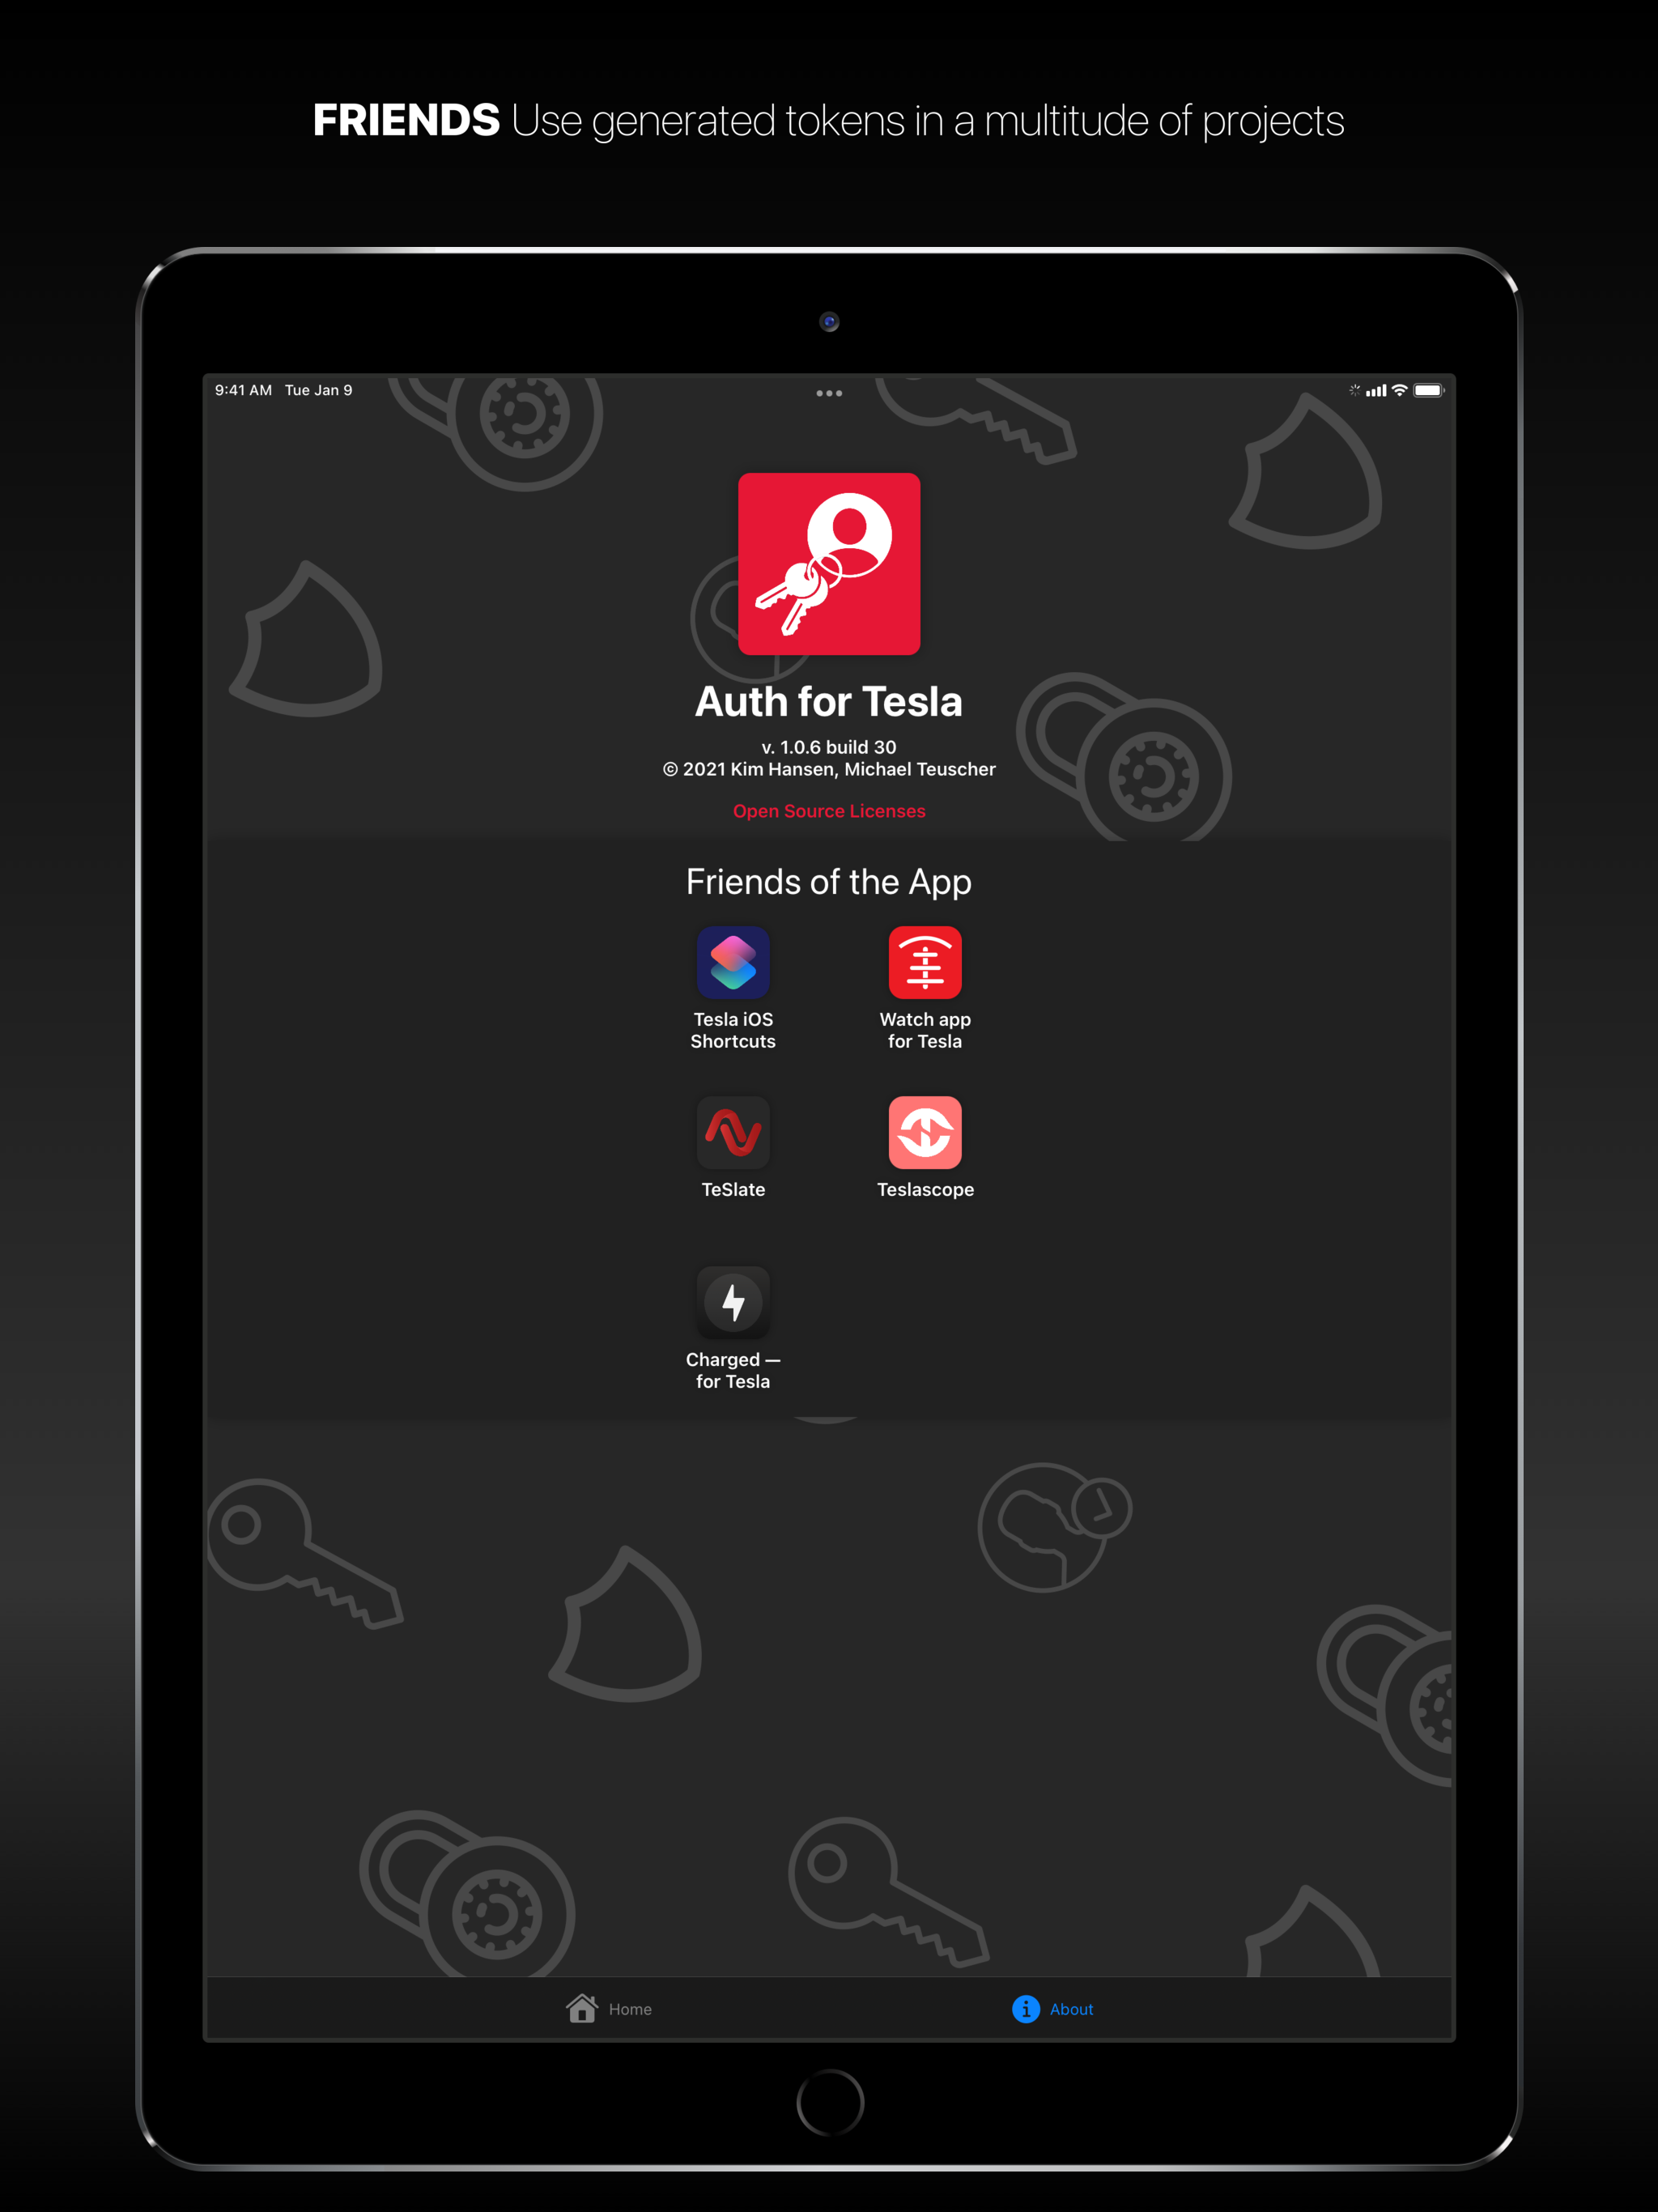 FRIENDS Use generated tokens in a multitude of projects
9:41 AM Tue Jan 9
Auth for Tesla
v. 1.0.6 build 30
© 2021 Kim Hansen, Michael Teuscher
Open Source Licenses
Friends of the App
Tesla iOS
Shortcuts
Watch app
for Tesla
TeSlate
Teslascope
Charged —
for Tesla
Home
About